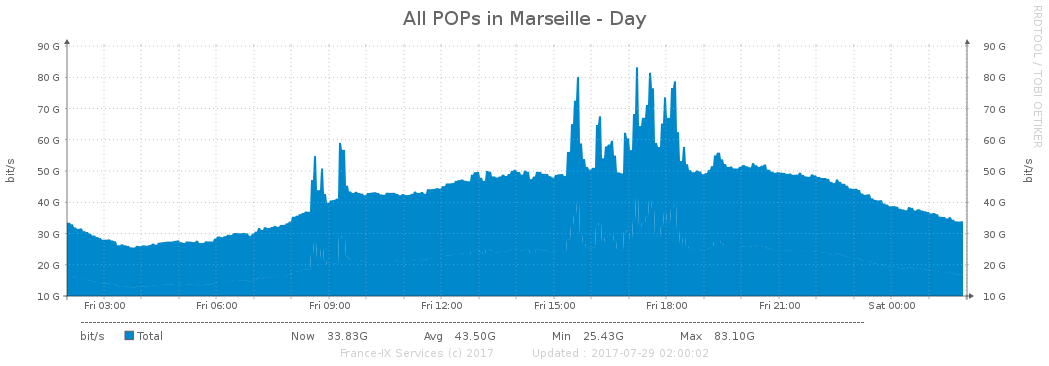 All POPs in Marseille - Day
RRDTOOL / TOBI OETIKER
90 G 90 G
80 G 80 G
70 G 70 G
60 G 60 G
50 G 50 G
40 G 40 G
30 G 30 G
20 G 20 G
10 G 10 G
bit/s
bit/s
Fri 03:00 Fri 06:00 Fri 09:00 Fri 12:00 Fri 15:00 Fri 18:00 Fri 21:00 Sat 00:00
bit/s Total Now 33.83G Avg 43.50G Min 25.43G Max 83.10G
France-IX Services (c) 2017 Updated : 2017-07-29 02:00:02